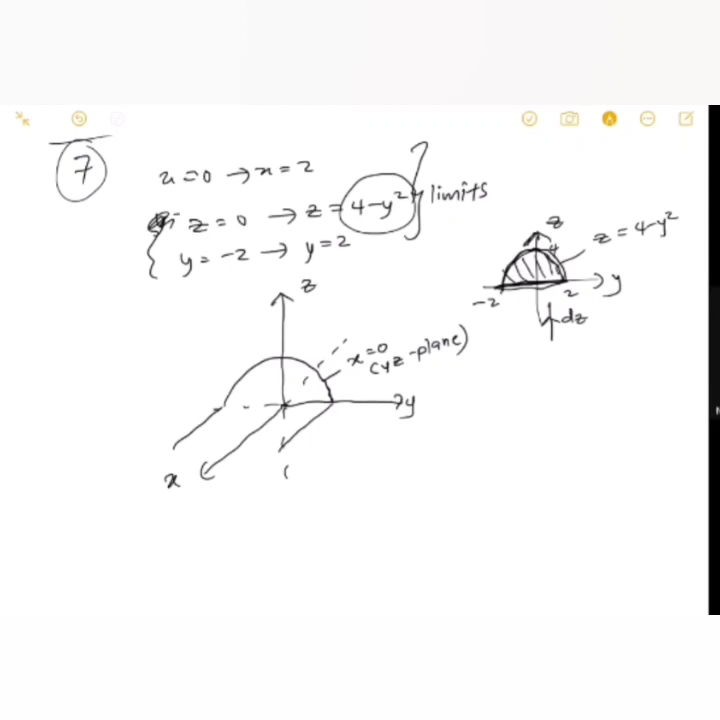 7
x=0 → x=2
z=0 → z=4-y²
y=-2 → y=2
limits
z
4
z=4-y²
-2
2
y
dz
z
x=0
(yz-plane)
y
x